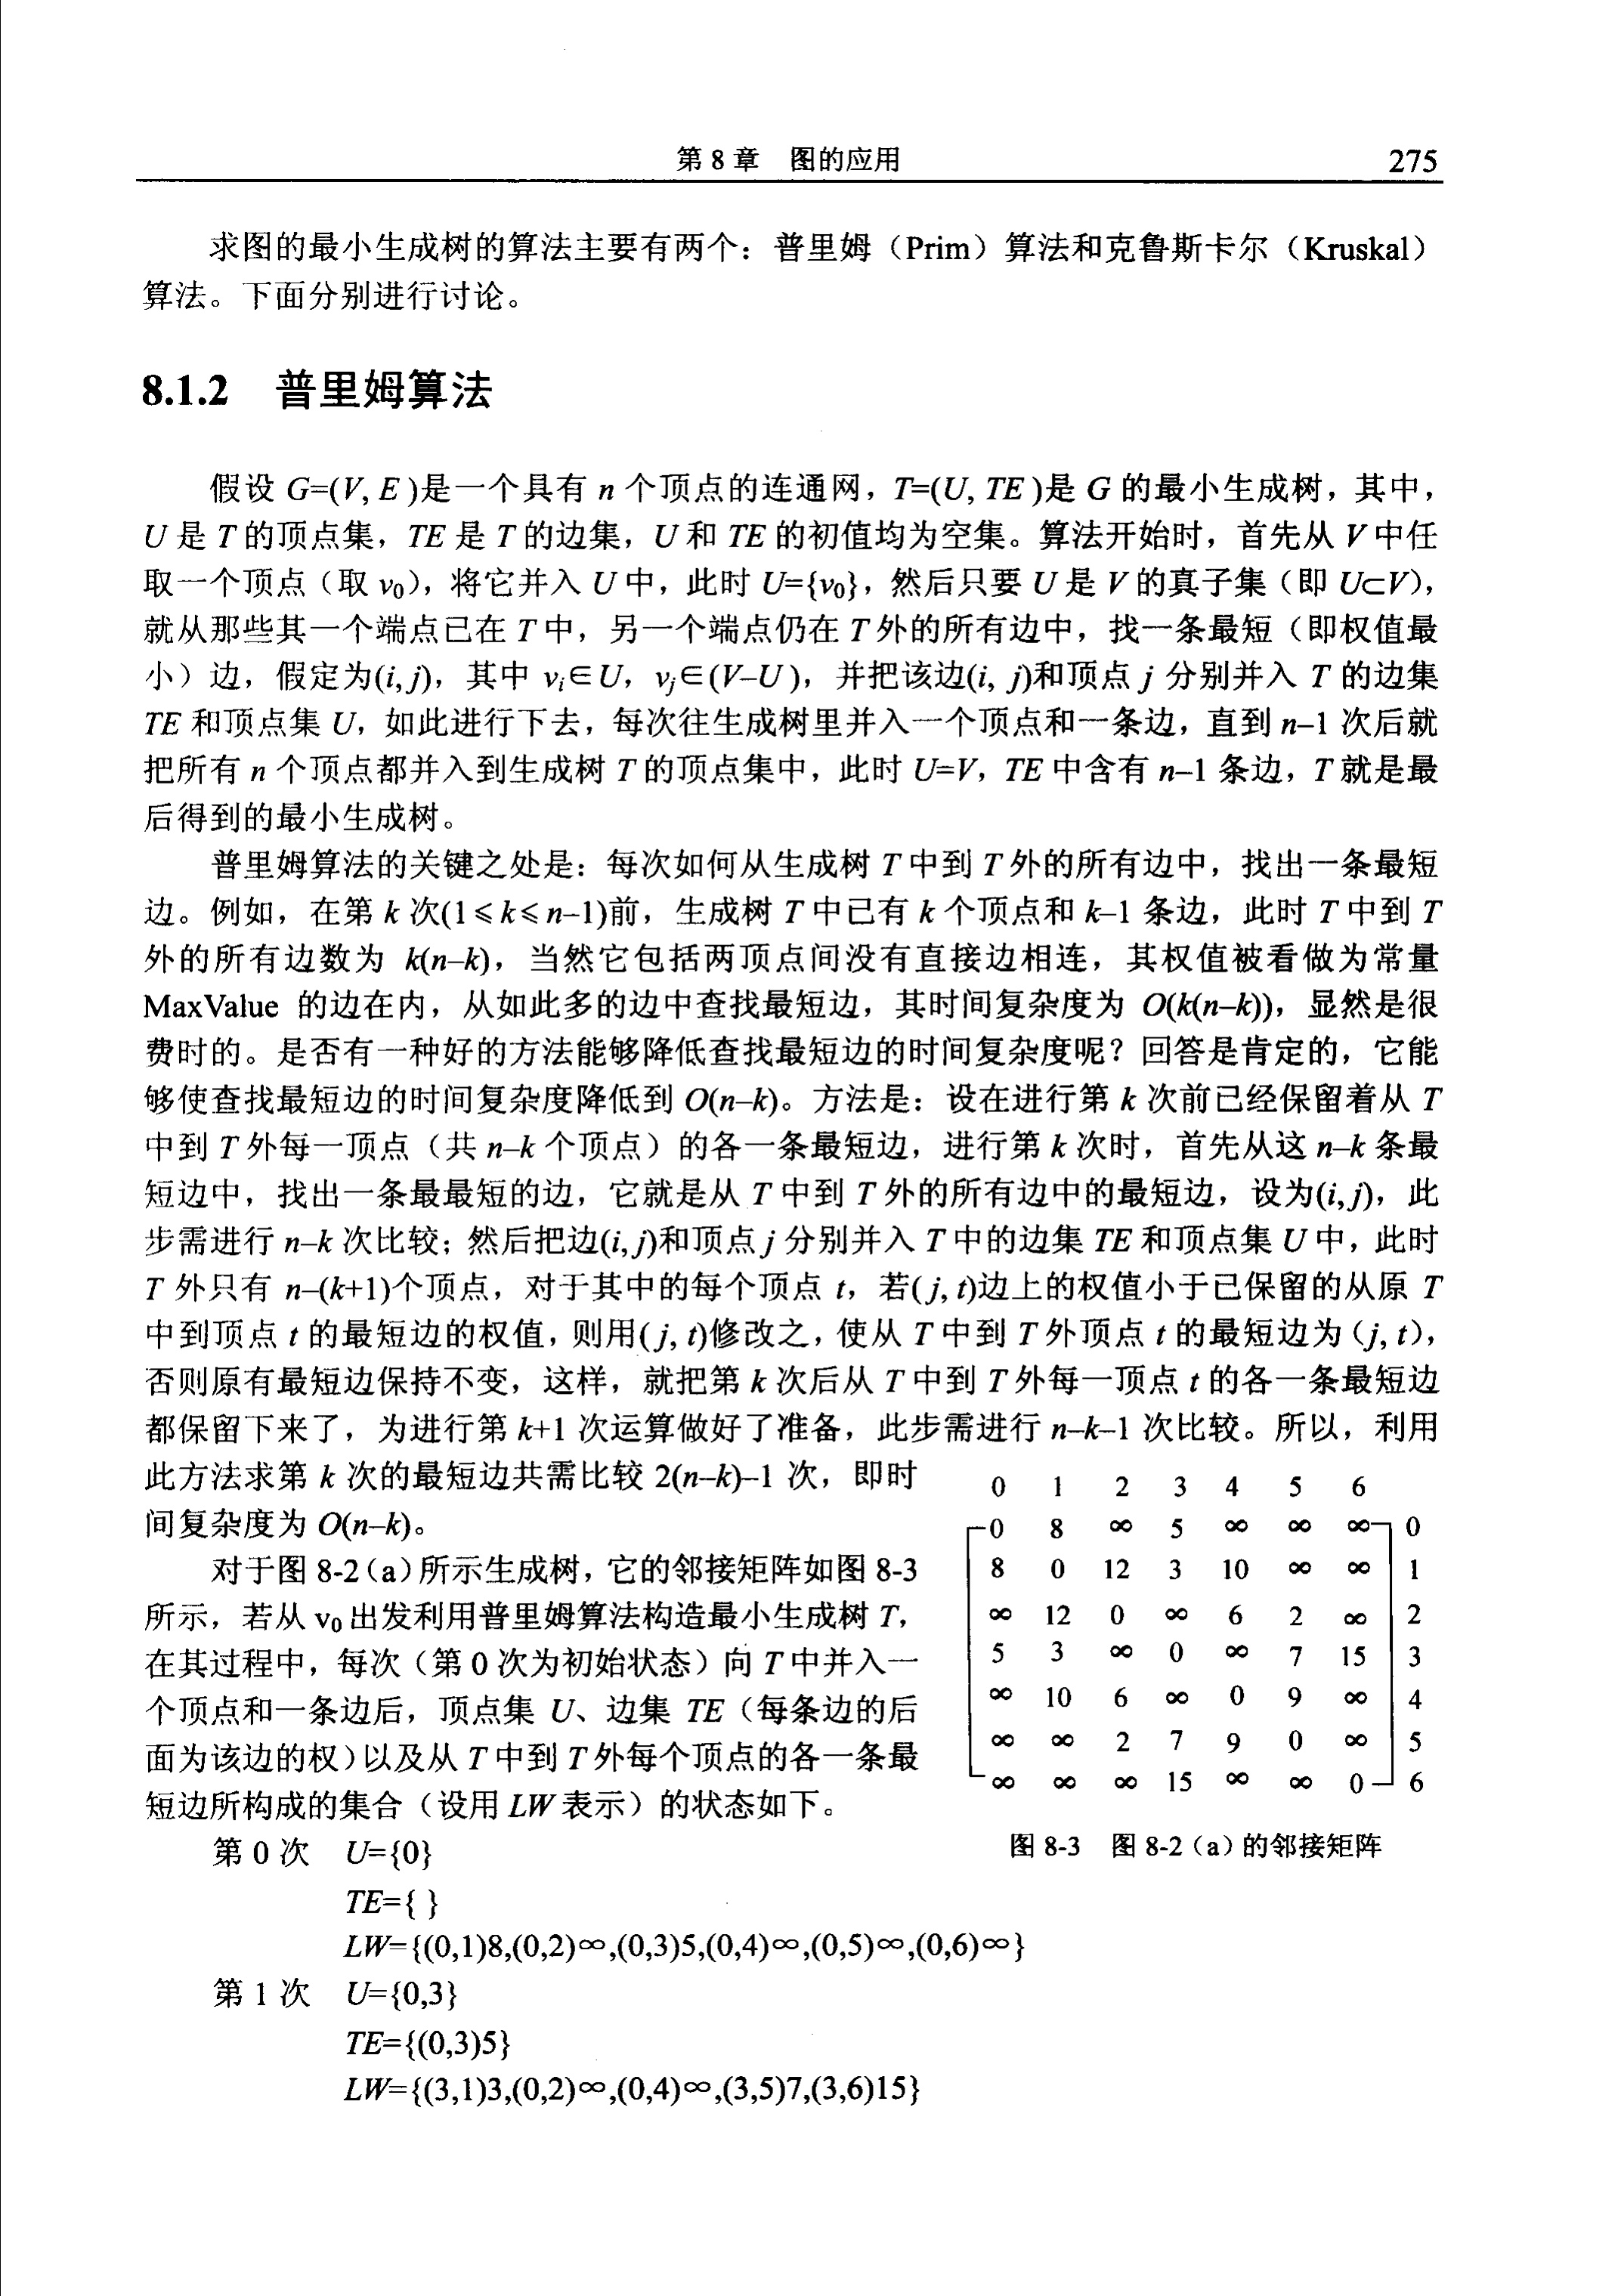 第 8 章 图的应用 275
求图的最小生成树的算法主要有两个：普里姆（Prim）算法和克鲁斯卡尔（Kruskal）
算法。下面分别进行讨论。
8.1.2 普里姆算法
假设 G=(V, E )是一个具有 n 个顶点的连通网，T=(U, TE )是 G 的最小生成树，其中，
U 是 T 的顶点集，TE 是 T 的边集，U 和 TE 的初值均为空集。算法开始时，首先从 V 中任
取一个顶点（取 v₀），将它并入 U 中，此时 U={v₀}，然后只要 U 是 V 的真子集（即 U⊂V），
就从那些其一个端点已在 T 中，另一个端点仍在 T 外的所有边中，找一条最短（即权值最
小）边，假定为(i,j)，其中 vᵢ∈U，vⱼ∈(V–U )，并把该边(i, j)和顶点 j 分别并入 T 的边集
TE 和顶点集 U，如此进行下去，每次往生成树里并入一个顶点和一条边，直到 n–1 次后就
把所有 n 个顶点都并入到生成树 T 的顶点集中，此时 U=V，TE 中含有 n–1 条边，T 就是最
后得到的最小生成树。
普里姆算法的关键之处是：每次如何从生成树 T 中到 T 外的所有边中，找出一条最短
边。例如，在第 k 次(1≤k≤n–1)前，生成树 T 中已有 k 个顶点和 k–1 条边，此时 T 中到 T
外的所有边数为 k(n–k)，当然它包括两顶点间没有直接边相连，其权值被看做为常量
MaxValue 的边在内，从如此多的边中查找最短边，其时间复杂度为 O(k(n–k))，显然是很
费时的。是否有一种好的方法能够降低查找最短边的时间复杂度呢？回答是肯定的，它能
够使查找最短边的时间复杂度降低到 O(n–k)。方法是：设在进行第 k 次前已经保留着从 T
中到 T 外每一顶点（共 n–k 个顶点）的各一条最短边，进行第 k 次时，首先从这 n–k 条最
短边中，找出一条最最短的边，它就是从 T 中到 T 外的所有边中的最短边，设为(i,j)，此
步需进行 n–k 次比较；然后把边(i,j)和顶点 j 分别并入 T 中的边集 TE 和顶点集 U 中，此时
T 外只有 n–(k+1)个顶点，对于其中的每个顶点 t，若(j, t)边上的权值小于已保留的从原 T
中到顶点 t 的最短边的权值，则用(j, t)修改之，使从 T 中到 T 外顶点 t 的最短边为（j, t），
否则原有最短边保持不变，这样，就把第 k 次后从 T 中到 T 外每一顶点 t 的各一条最短边
都保留下来了，为进行第 k+1 次运算做好了准备，此步需进行 n–k–1 次比较。所以，利用
此方法求第 k 次的最短边共需比较 2(n–k)–1 次，即时
间复杂度为 O(n–k)。
对于图 8-2（a）所示生成树，它的邻接矩阵如图 8-3
所示，若从 v₀ 出发利用普里姆算法构造最小生成树 T，
在其过程中，每次（第 0 次为初始状态）向 T 中并入一
个顶点和一条边后，顶点集 U、边集 TE（每条边的后
面为该边的权）以及从 T 中到 T 外每个顶点的各一条最
短边所构成的集合（设用 LW 表示）的状态如下。
0 1 2 3 4 5 6
0 8 ∞ 5 ∞ ∞ ∞ 0
8 0 12 3 10 ∞ ∞ 1
∞ 12 0 ∞ 6 2 ∞ 2
5 3 ∞ 0 ∞ 7 15 3
∞ 10 6 ∞ 0 9 ∞ 4
∞ ∞ 2 7 9 0 ∞ 5
∞ ∞ ∞ 15 ∞ ∞ 0 6
图 8-3 图 8-2（a）的邻接矩阵
第 0 次 U={0}
TE={ }
LW={(0,1)8,(0,2)∞,(0,3)5,(0,4)∞,(0,5)∞,(0,6)∞}
第 1 次 U={0,3}
TE={(0,3)5}
LW={(3,1)3,(0,2)∞,(0,4)∞,(3,5)7,(3,6)15}